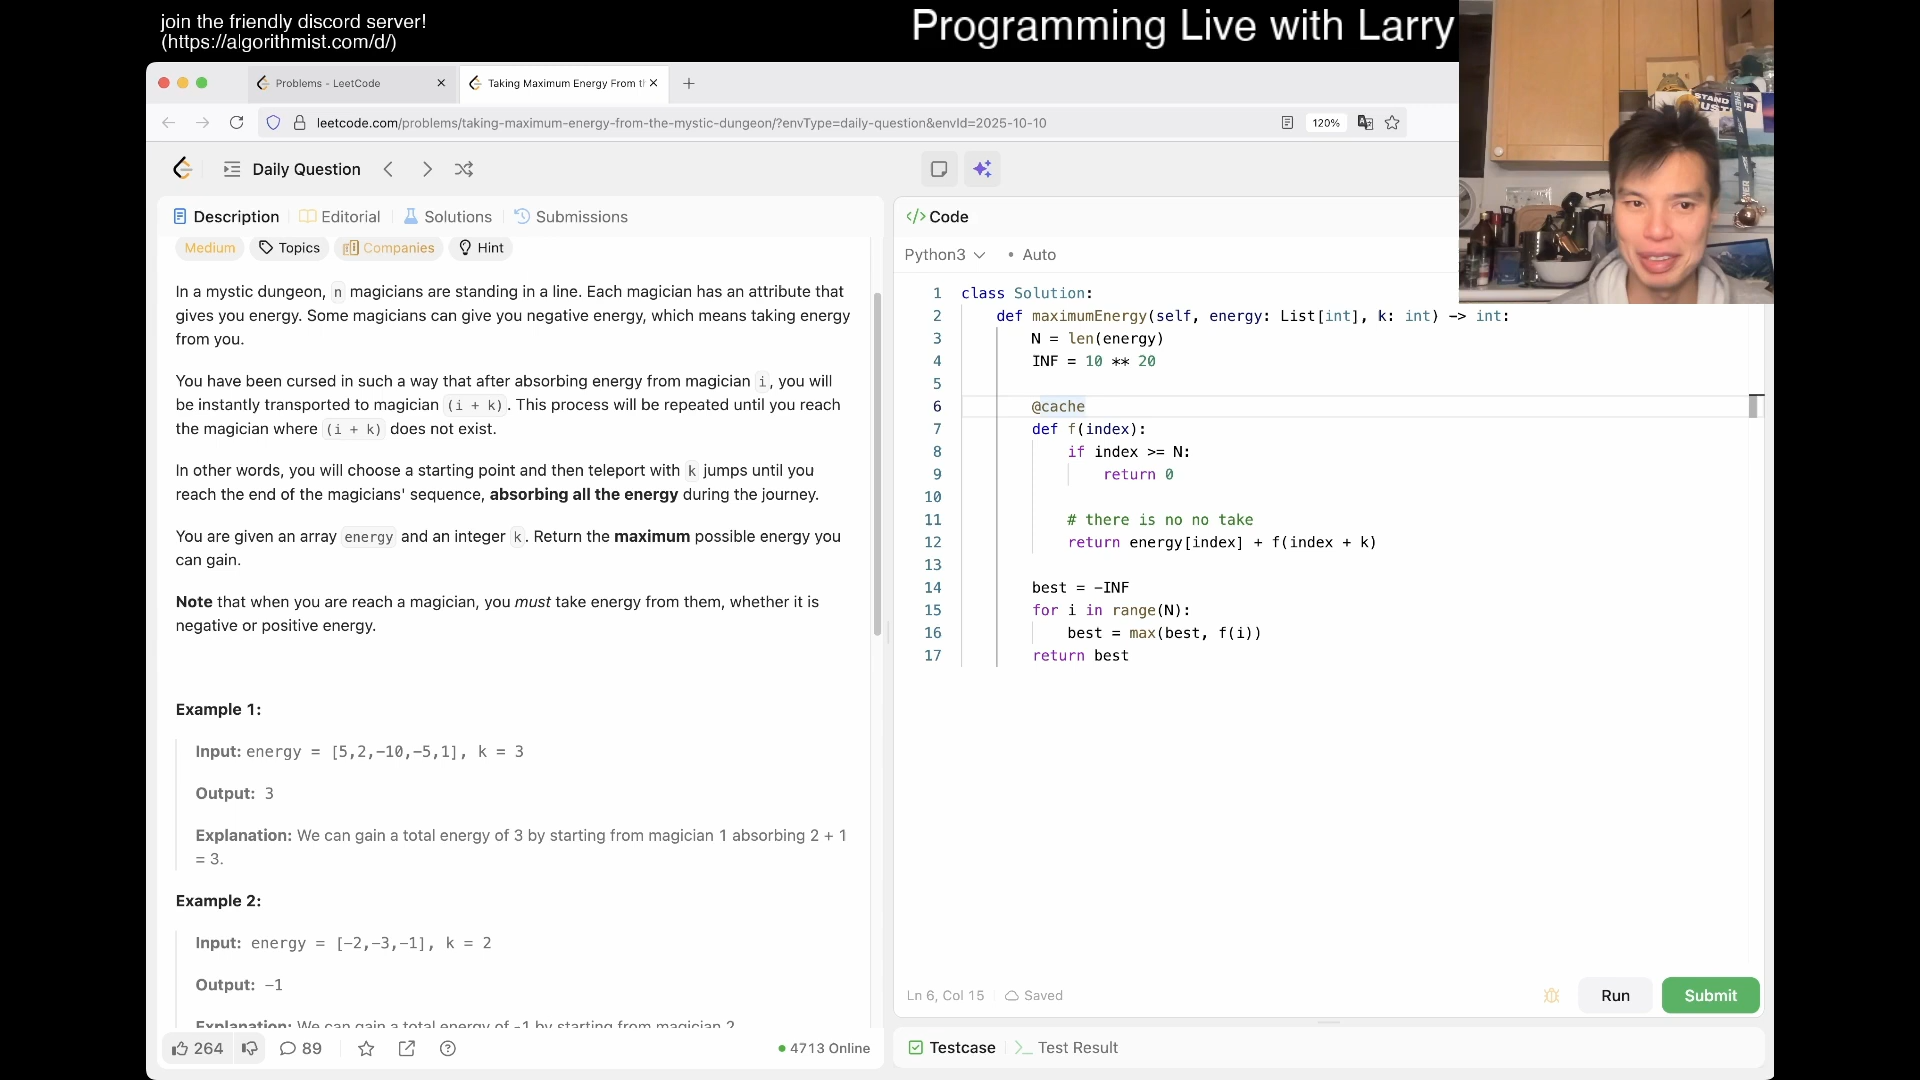 join the friendly discord server!
(https://algorithmist.com/d/)
Programming Live with Larry
Problems - LeetCode
Taking Maximum Energy From t
leetcode.com/problems/taking-maximum-energy-from-the-mystic-dungeon/?envType=daily-question&envId=2025-10-10
120%
Daily Question
Description
Editorial
Solutions
Submissions
Medium
Topics
Companies
Hint
In a mystic dungeon, n magicians are standing in a line. Each magician has an attribute that
gives you energy. Some magicians can give you negative energy, which means taking energy
from you.
You have been cursed in such a way that after absorbing energy from magician i, you will
be instantly transported to magician (i + k). This process will be repeated until you reach
the magician where (i + k) does not exist.
In other words, you will choose a starting point and then teleport with k jumps until you
reach the end of the magicians' sequence, absorbing all the energy during the journey.
You are given an array energy and an integer k. Return the maximum possible energy you
can gain.
Note that when you are reach a magician, you must take energy from them, whether it is
negative or positive energy.
Example 1:
Input: energy = [5,2,-10,-5,1], k = 3
Output: 3
Explanation: We can gain a total energy of 3 by starting from magician 1 absorbing 2 + 1
= 3.
Example 2:
Input: energy = [-2,-3,-1], k = 2
Output: -1
Explanation: We can gain a total energy of -1 by starting from magician 2.
264
89
4713 Online
</> Code
Python3
• Auto
1 class Solution:
2 def maximumEnergy(self, energy: List[int], k: int) -> int:
3 N = len(energy)
4 INF = 10 ** 20
5
6 @cache
7 def f(index):
8 if index >= N:
9 return 0
10
11 # there is no no take
12 return energy[index] + f(index + k)
13
14 best = -INF
15 for i in range(N):
16 best = max(best, f(i))
17 return best
Ln 6, Col 15
Saved
Run
Submit
Testcase
Test Result